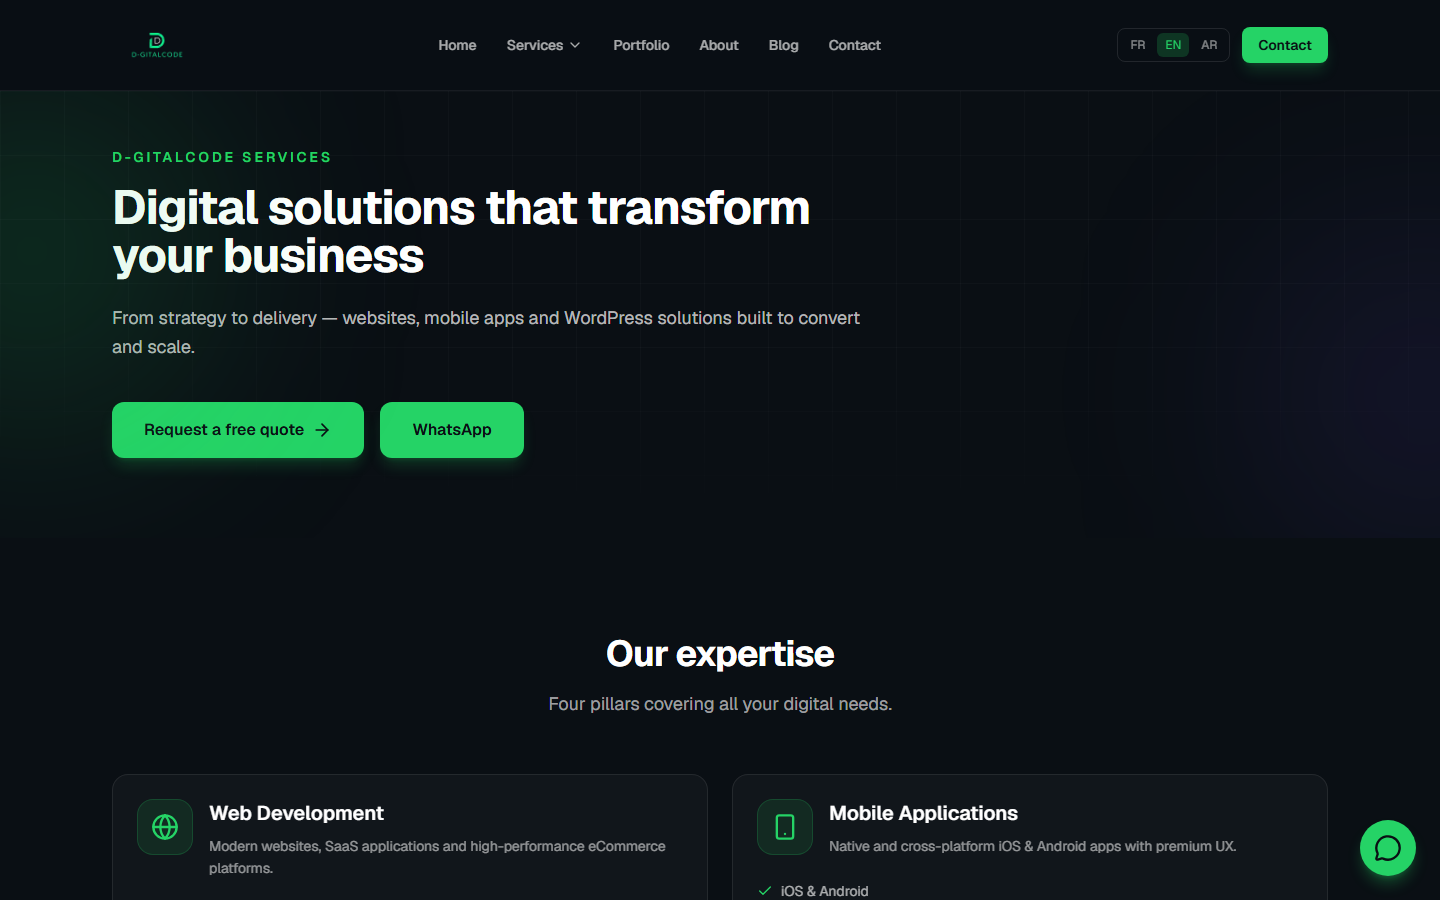 D-GITALCODE
Home
Services
Portfolio
About
Blog
Contact
FR
EN
AR
Contact
D-GITALCODE SERVICES
Digital solutions that transform
your business
From strategy to delivery — websites, mobile apps and WordPress solutions built to convert
and scale.
Request a free quote
WhatsApp
Our expertise
Four pillars covering all your digital needs.
Web Development
Modern websites, SaaS applications and high-performance eCommerce
platforms.
Mobile Applications
Native and cross-platform iOS & Android apps with premium UX.
iOS & Android